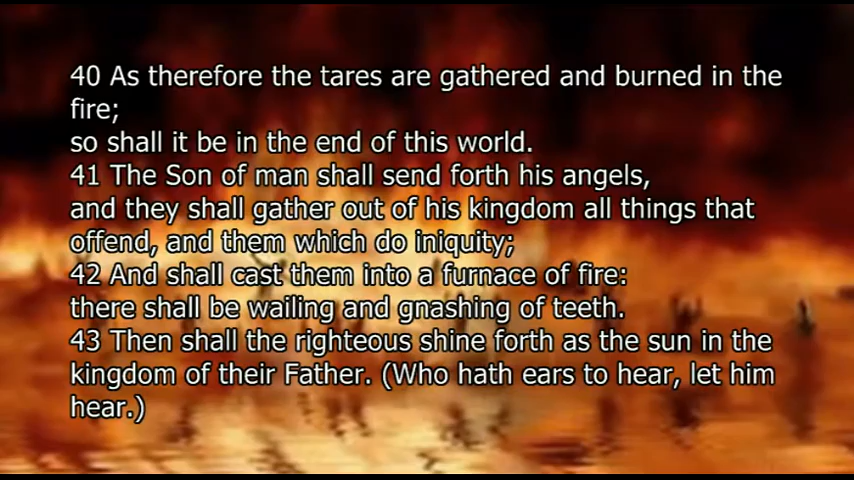 40 As therefore the tares are gathered and burned in the
fire;
so shall it be in the end of this world.
41 The Son of man shall send forth his angels,
and they shall gather out of his kingdom all things that
offend, and them which do iniquity;
42 And shall cast them into a furnace of fire:
there shall be wailing and gnashing of teeth.
43 Then shall the righteous shine forth as the sun in the
kingdom of their Father. (Who hath ears to hear, let him
hear.)